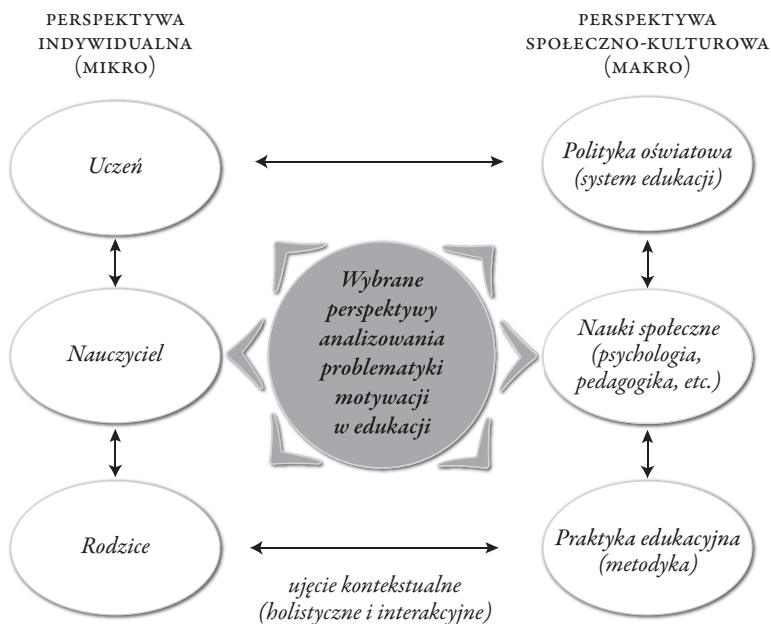 PERSPEKTYWA
INDYWIDUALNA
(MIKRO)
PERSPEKTYWA
SPOŁECZNO-KULTUROWA
(MAKRO)
Uczeń
Polityka oświatowa
(system edukacji)
Wybrane
perspektywy
analizowania
problematyki
motywacji
w edukacji
Nauczyciel
Nauki społeczne
(psychologia,
pedagogika, etc.)
Rodzice
Praktyka edukacyjna
(metodyka)
ujęcie kontekstualne
(holistyczne i interakcyjne)